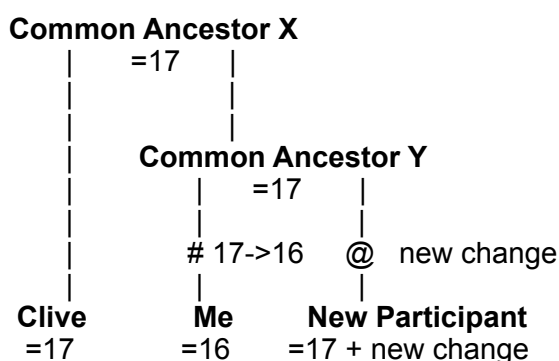 Common Ancestor X
| =17 |
| |
| |
| |
Common Ancestor Y
| | =17 |
| | |
| # 17->16 @ new change
| | |
Clive Me New Participant
=17 =16 =17 + new change